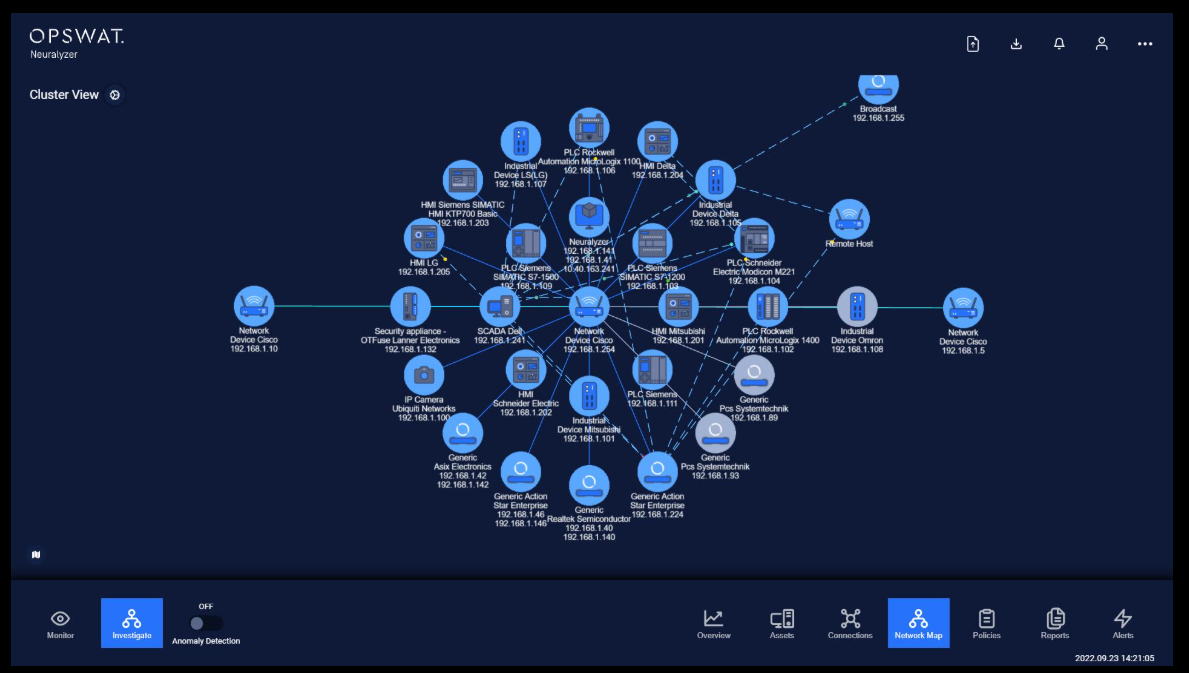 OPSWAT.
Neuralyzer
Cluster View
Broadcast
192.168.1.255
PLC Rockwell
Automation MicroLogix 1100
192.168.1.106
Industrial
Device LS(LG)
192.168.1.107
HMI Delta
192.168.1.204
HMI Siemens SIMATIC
HMI KTP700 Basic
192.168.1.203
Industrial
Device Delta
192.168.1.105
Neuralyzer
192.168.1.141
192.168.1.41
10.40.163.241
Remote Host
HMI LG
192.168.1.205
PLC Siemens
SIMATIC S7-1500
192.168.1.109
PLC Siemens
SIMATIC S7-1200
192.168.1.103
PLC Schneider
Electric Modicon M221
192.168.1.104
Network
Device Cisco
192.168.1.10
Security appliance -
OTFuse Lanner Electronics
192.168.1.132
SCADA Dell
192.168.1.241
Network
Device Cisco
192.168.1.254
HMI Mitsubishi
192.168.1.201
PLC Rockwell
Automation MicroLogix 1400
192.168.1.102
Industrial
Device Omron
192.168.1.108
Network
Device Cisco
192.168.1.5
IP Camera
Ubiquiti Networks
192.168.1.100
HMI
Schneider Electric
192.168.1.202
Industrial
Device Mitsubishi
192.168.1.101
PLC Siemens
192.168.1.111
Generic
Pcs Systemtechnik
192.168.1.89
Generic
Asix Electronics
192.168.1.42
192.168.1.142
Generic
Pcs Systemtechnik
192.168.1.93
Generic Action
Star Enterprise
192.168.1.46
192.168.1.146
Generic
Realtek Semiconductor
192.168.1.40
192.168.1.140
Generic Action
Star Enterprise
192.168.1.224
Monitor
Investigate
OFF
Anomaly Detection
Overview
Assets
Connections
Network Map
Policies
Reports
Alerts
2022.09.23 14:21:05